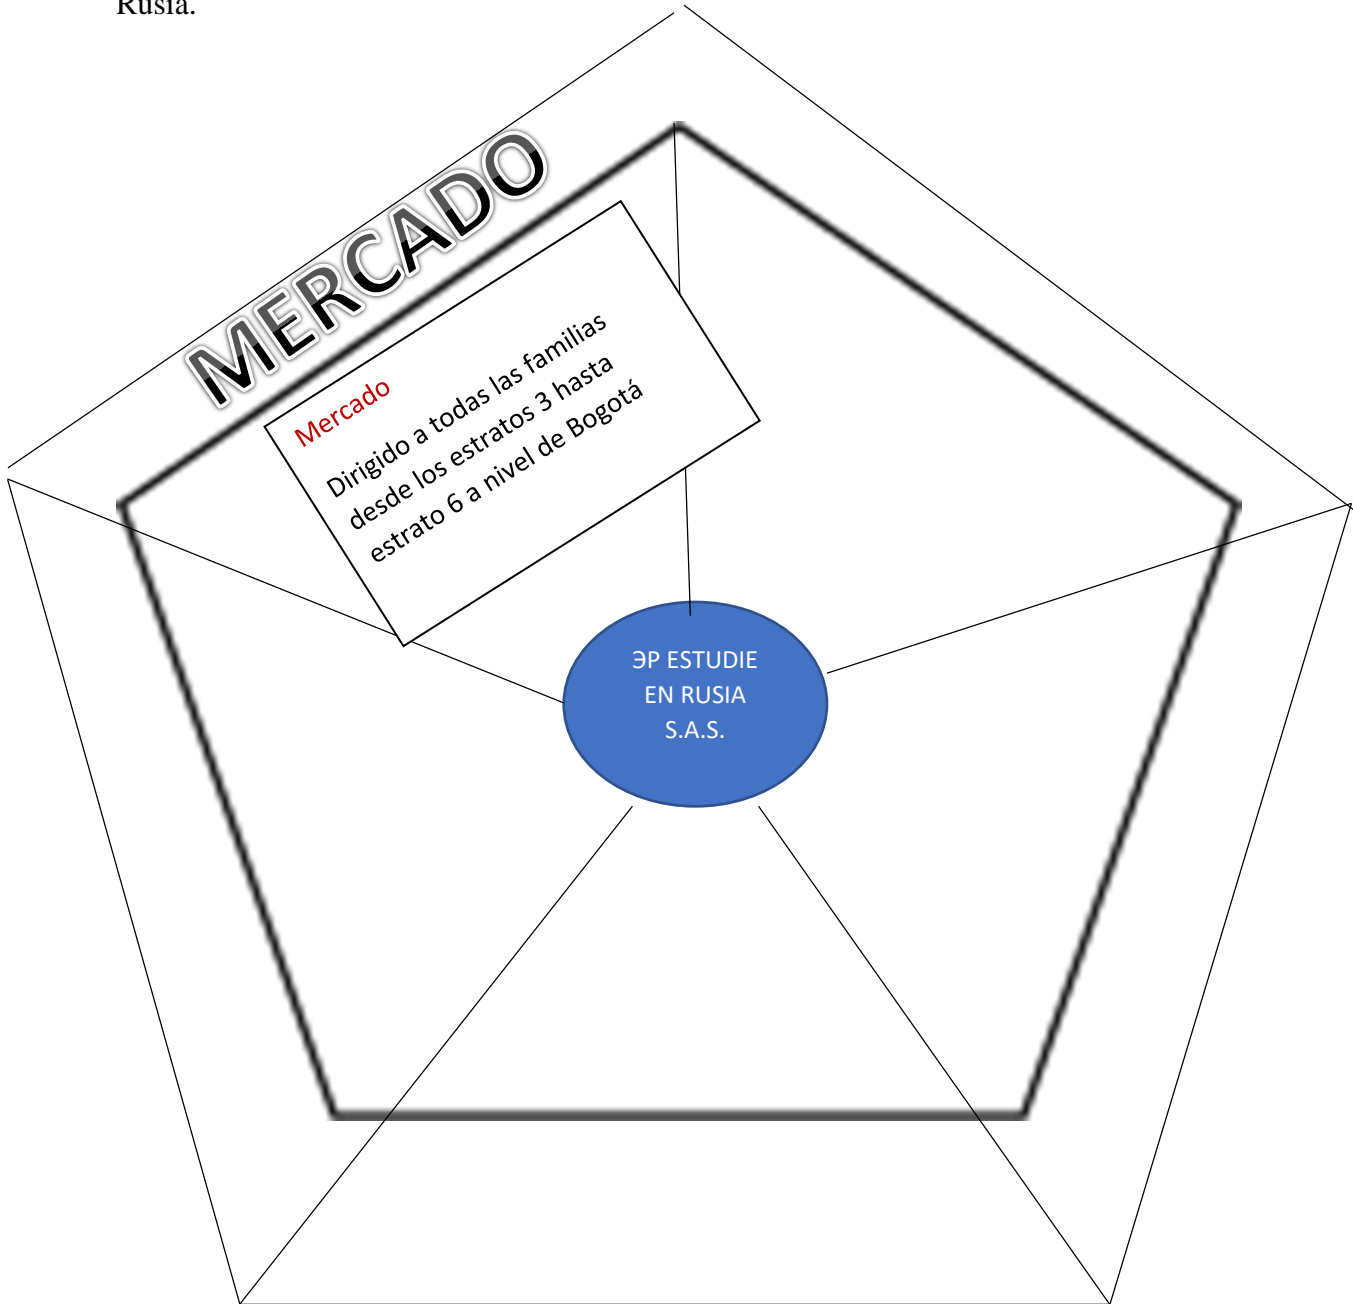 Rusia.
MERCADO
Mercado
Dirigido a todas las familias
desde los estratos 3 hasta
estrato 6 a nivel de Bogotá
ЭP ESTUDIE
EN RUSIA
S.A.S.